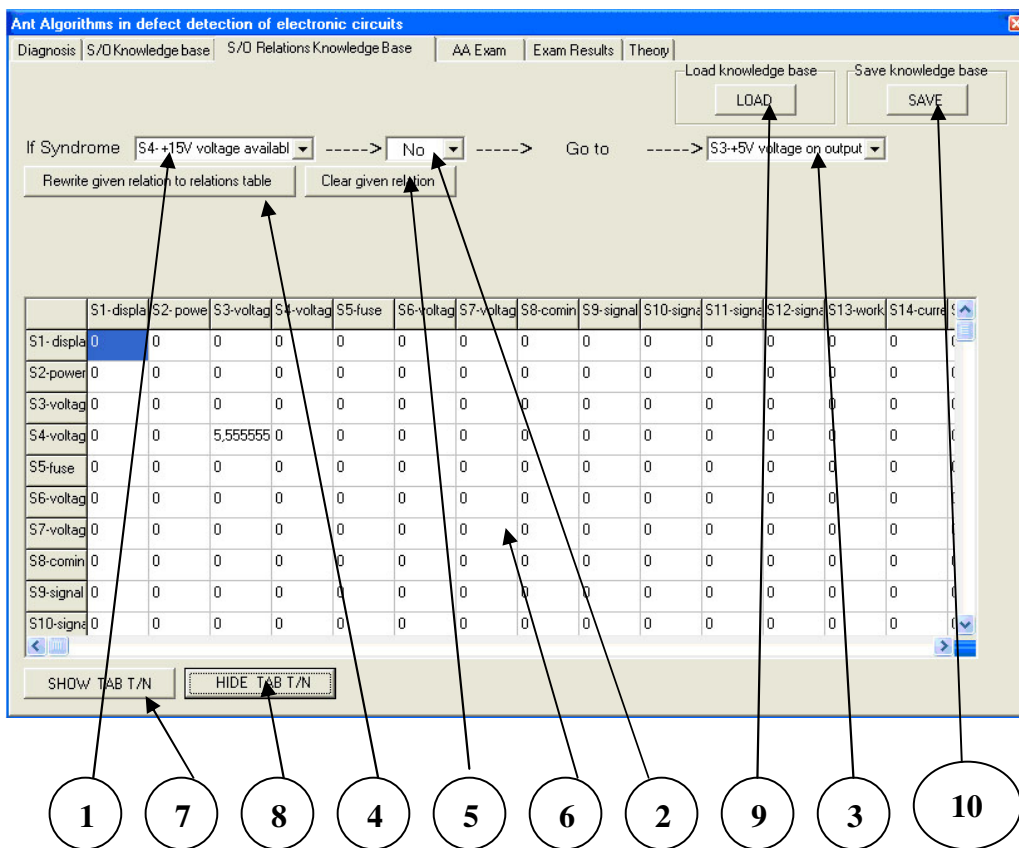 Ant Algorithms in defect detection of electronic circuits
Diagnosis S/O Knowledge base S/O Relations Knowledge Base AA Exam Exam Results Theory
Load knowledge base Save knowledge base
LOAD SAVE
If Syndrome S4- +15V voltage availabl -----> No -----> Go to -----> S3-+5V voltage on output
Rewrite given relation to relations table Clear given relation
S1-displa S2- powe S3-voltag S4-voltag S5-fuse S6-voltag S7-voltag S8-comin S9-signal S10-signa S11-signa S12-signa S13-work S14-curre
S1- displa 0 0 0 0 0 0 0 0 0 0 0 0 0 0
S2-power 0 0 0 0 0 0 0 0 0 0 0 0 0 0
S3-voltag 0 0 0 0 0 0 0 0 0 0 0 0 0 0
S4-voltag 0 0 5,555555 0 0 0 0 0 0 0 0 0 0 0
S5-fuse 0 0 0 0 0 0 0 0 0 0 0 0 0 0
S6-voltag 0 0 0 0 0 0 0 0 0 0 0 0 0 0
S7-voltag 0 0 0 0 0 0 0 0 0 0 0 0 0 0
S8-comin 0 0 0 0 0 0 0 0 0 0 0 0 0 0
S9-signal 0 0 0 0 0 0 0 0 0 0 0 0 0 0
S10-signa 0 0 0 0 0 0 0 0 0 0 0 0 0 0
SHOW TAB T/N HIDE TAB T/N
1 7 8 4 5 6 2 9 3 10